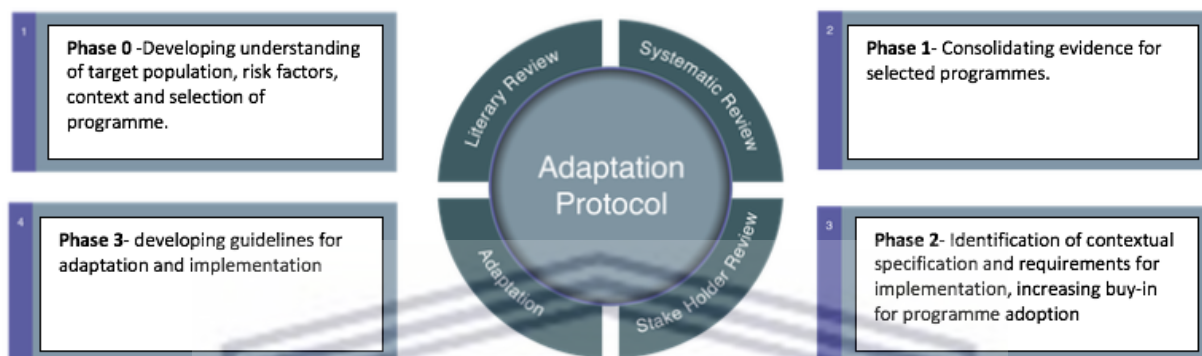 1
Phase 0 -Developing understanding
of target population, risk factors,
context and selection of
programme.
Literary Review
Systematic Review
2
Phase 1- Consolidating evidence for
selected programmes.
Adaptation
Protocol
4
Phase 3- developing guidelines for
adaptation and implementation
Adaptation
Stake Holder Review
3
Phase 2- Identification of contextual
specification and requirements for
implementation, increasing buy-in
for programme adoption